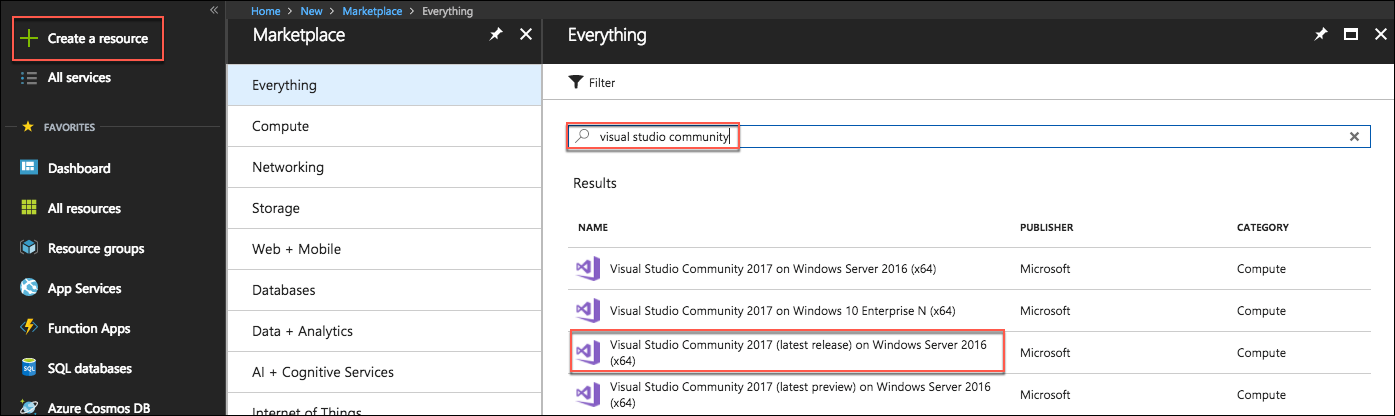 «
Create a resource
All services
FAVORITES
Dashboard
All resources
Resource groups
App Services
Function Apps
SQL databases
Azure Cosmos DB
Home > New > Marketplace > Everything
Marketplace
Everything
Compute
Networking
Storage
Web + Mobile
Databases
Data + Analytics
AI + Cognitive Services
Internet of Things
Everything
Filter
visual studio community
Results
NAME PUBLISHER CATEGORY
Visual Studio Community 2017 on Windows Server 2016 (x64) Microsoft Compute
Visual Studio Community 2017 on Windows 10 Enterprise N (x64) Microsoft Compute
Visual Studio Community 2017 (latest release) on Windows Server 2016
(x64) Microsoft Compute
Visual Studio Community 2017 (latest preview) on Windows Server 2016
(x64) Microsoft Compute